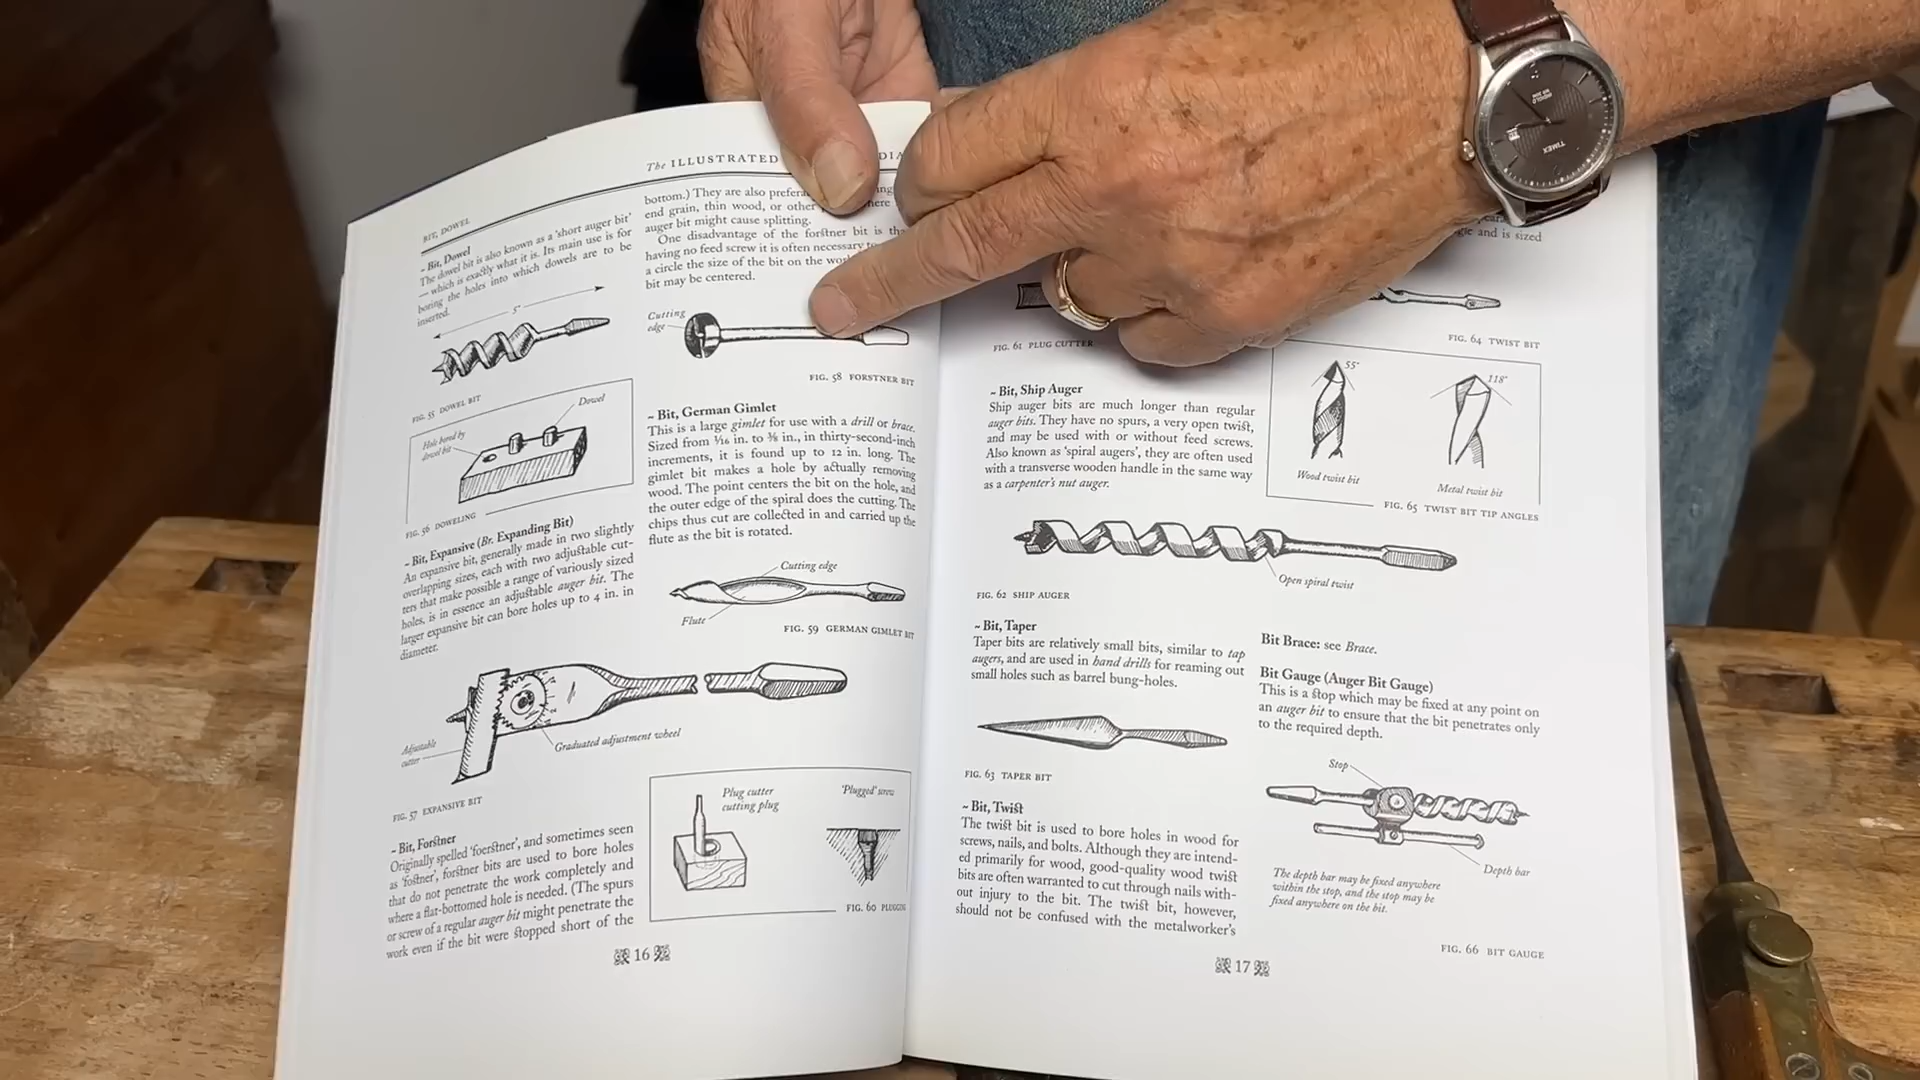 The ILLUSTRATED
BIT, DOWEL
~ Bit, Dowel
The dowel bit is also known as a 'short auger bit'
— which is exactly what it is. Its main use is for
boring the holes into which dowels are to be
inserted.
5"
FIG. 55 DOWEL BIT
Dowel
Hole bored by
dowel bit
FIG. 56 DOWELING
~ Bit, Expansive (Br. Expanding Bit)
An expansive bit, generally made in two slightly
overlapping sizes, each with two adjustable cut-
ters that make possible a range of variously sized
holes, is in essence an adjustable auger bit. The
larger expansive bit can bore holes up to 4 in. in
diameter.
Adjustable
cutter
Graduated adjustment wheel
FIG. 57 EXPANSIVE BIT
~ Bit, Forstner
Originally spelled 'foerstner', and sometimes seen
as 'fostner', forstner bits are used to bore holes
that do not penetrate the work completely and
where a flat-bottomed hole is needed. (The spurs
or screw of a regular auger bit might penetrate the
work even if the bit were stopped short of the
bottom.) They are also
end grain, thin wood, or other
auger bit might cause splitting.
One disadvantage of the forstner bit is
having no feed screw it is often necessary
a circle the size of the bit on the
bit may be centered.
Cutting
edge
FIG. 58 FORSTNER BIT
~ Bit, German Gimlet
This is a large gimlet for use with a drill or brace.
Sized from 1/16 in. to 3/8 in., in thirty-second-inch
increments, it is found up to 12 in. long. The
gimlet bit makes a hole by actually removing
wood. The point centers the bit on the hole, and
the outer edge of the spiral does the cutting. The
chips thus cut are collected in and carried up the
flute as the bit is rotated.
Cutting edge
Flute
FIG. 59 GERMAN GIMLET BIT
Plug cutter
cutting plug
'Plugged' screw
FIG. 60 PLUGGING
16
and is sized
FIG. 61 PLUG CUTTER
FIG. 64 TWIST BIT
~ Bit, Ship Auger
Ship auger bits are much longer than regular
auger bits. They have no spurs, a very open twist,
and may be used with or without feed screws.
Also known as 'spiral augers', they are often used
with a transverse wooden handle in the same way
as a carpenter's nut auger.
55°
118°
Wood twist bit
Metal twist bit
FIG. 65 TWIST BIT TIP ANGLES
Open spiral twist
FIG. 62 SHIP AUGER
~ Bit, Taper
Taper bits are relatively small bits, similar to tap
augers, and are used in hand drills for reaming out
small holes such as barrel bung-holes.
FIG. 63 TAPER BIT
~ Bit, Twist
The twist bit is used to bore holes in wood for
screws, nails, and bolts. Although they are intend-
ed primarily for wood, good-quality wood twist
bits are often warranted to cut through nails with-
out injury to the bit. The twist bit, however,
should not be confused with the metalworker's
Bit Brace: see Brace.
Bit Gauge (Auger Bit Gauge)
This is a stop which may be fixed at any point on
an auger bit to ensure that the bit penetrates only
to the required depth.
Stop
Depth bar
The depth bar may be fixed anywhere
within the stop, and the stop may be
fixed anywhere on the bit.
FIG. 66 BIT GAUGE
17
TIMEX
INDIGLO